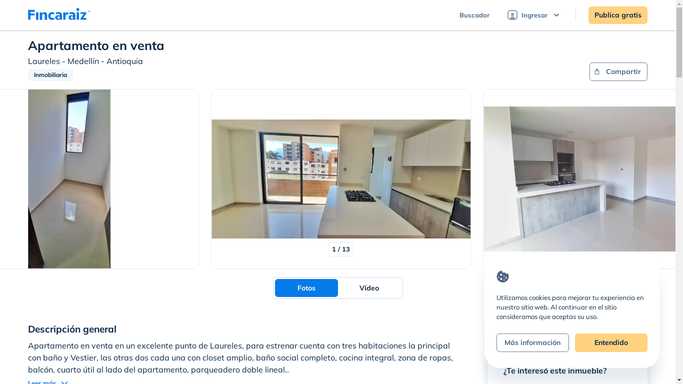 Fincaraiz
Buscador
Ingresar
Publica gratis
Apartamento en venta
Laureles - Medellín - Antioquia
Inmobiliaria
Compartir
1 / 13
Fotos
Video
Utilizamos cookies para mejorar tu experiencia en
nuestro sitio web. Al continuar en el sitio
consideramos que aceptas su uso.
Más información
Entendido
Descripción general
Apartamento en venta en un excelente punto de Laureles, para estrenar cuenta con tres habitaciones la principal
con baño y Vestier, las otras dos cada una con closet amplio, baño social completo, cocina integral, zona de ropas,
balcón, cuarto útil al lado del apartamento, parqueadero doble lineal..
Leer más
¿Te interesó este inmueble?